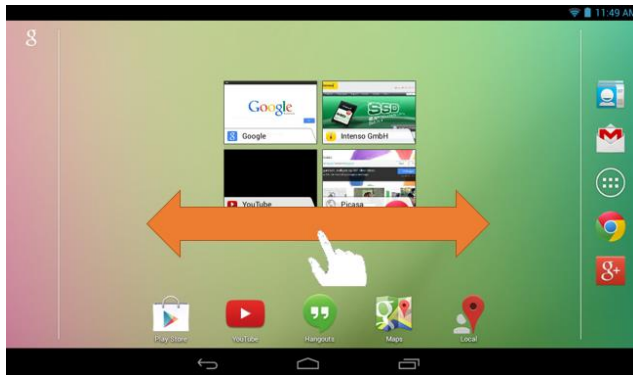 11:49 AM
g
Google
SSD
Google
Intenso GmbH
YouTube
Picasa
g+
Play Store
YouTube
Hangouts
Maps
Local